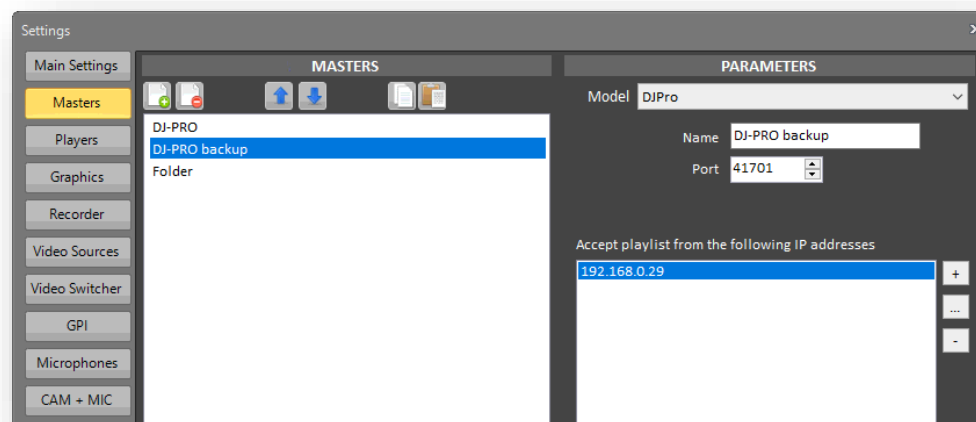 Settings
Main Settings
Masters
Players
Graphics
Recorder
Video Sources
Video Switcher
GPI
Microphones
CAM + MIC
MASTERS
DJ-PRO
DJ-PRO backup
Folder
PARAMETERS
Model DJPro
Name DJ-PRO backup
Port 41701
Accept playlist from the following IP addresses
192.168.0.29
+
...
-